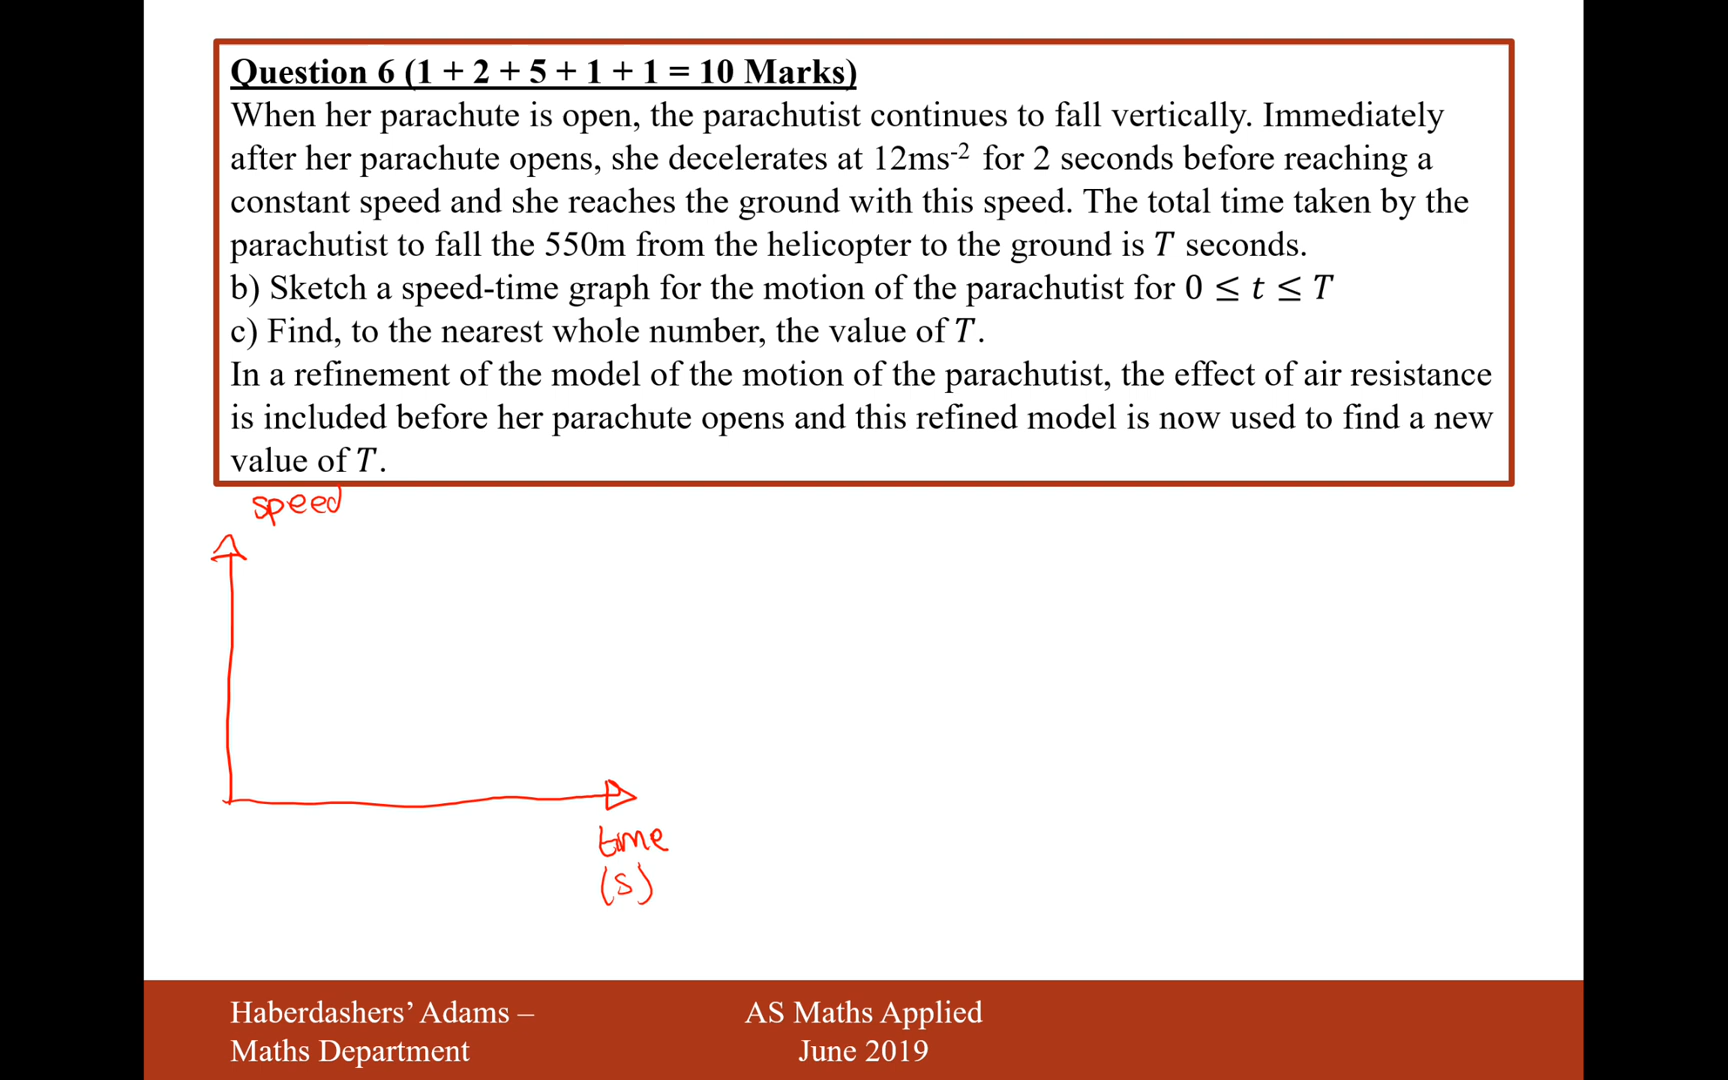 Question 6 (1 + 2 + 5 + 1 + 1 = 10 Marks)
When her parachute is open, the parachutist continues to fall vertically. Immediately
after her parachute opens, she decelerates at 12ms⁻² for 2 seconds before reaching a
constant speed and she reaches the ground with this speed. The total time taken by the
parachutist to fall the 550m from the helicopter to the ground is T seconds.
b) Sketch a speed-time graph for the motion of the parachutist for 0 ≤ t ≤ T
c) Find, to the nearest whole number, the value of T.
In a refinement of the model of the motion of the parachutist, the effect of air resistance
is included before her parachute opens and this refined model is now used to find a new
value of T.
speed
time
(s)
Haberdashers’ Adams –
Maths Department
AS Maths Applied
June 2019